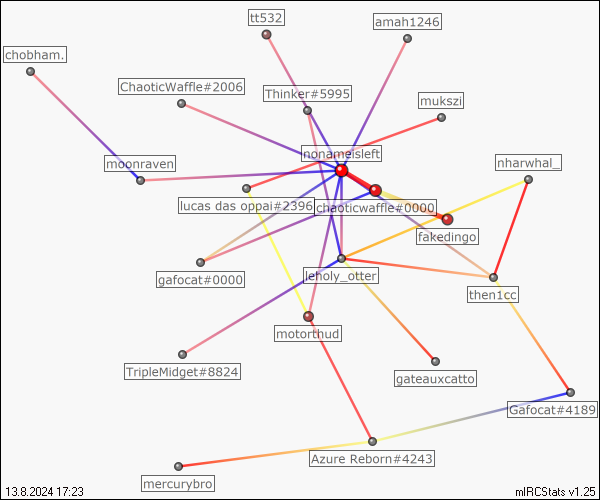 tt532
amah1246
chobham.
ChaoticWaffle#2006
Thinker#5995
mukszi
nonameisleft
moonraven
nharwhal_
lucas das oppai#2396
chaoticwaffle#0000
fakedingo
gafocat#0000
leholy_otter
then1cc
motorthud
TripleMidget#8824
gateauxcatto
Gafocat#4189
Azure Reborn#4243
mercurybro
13.8.2024 17:23
mIRCStats v1.25